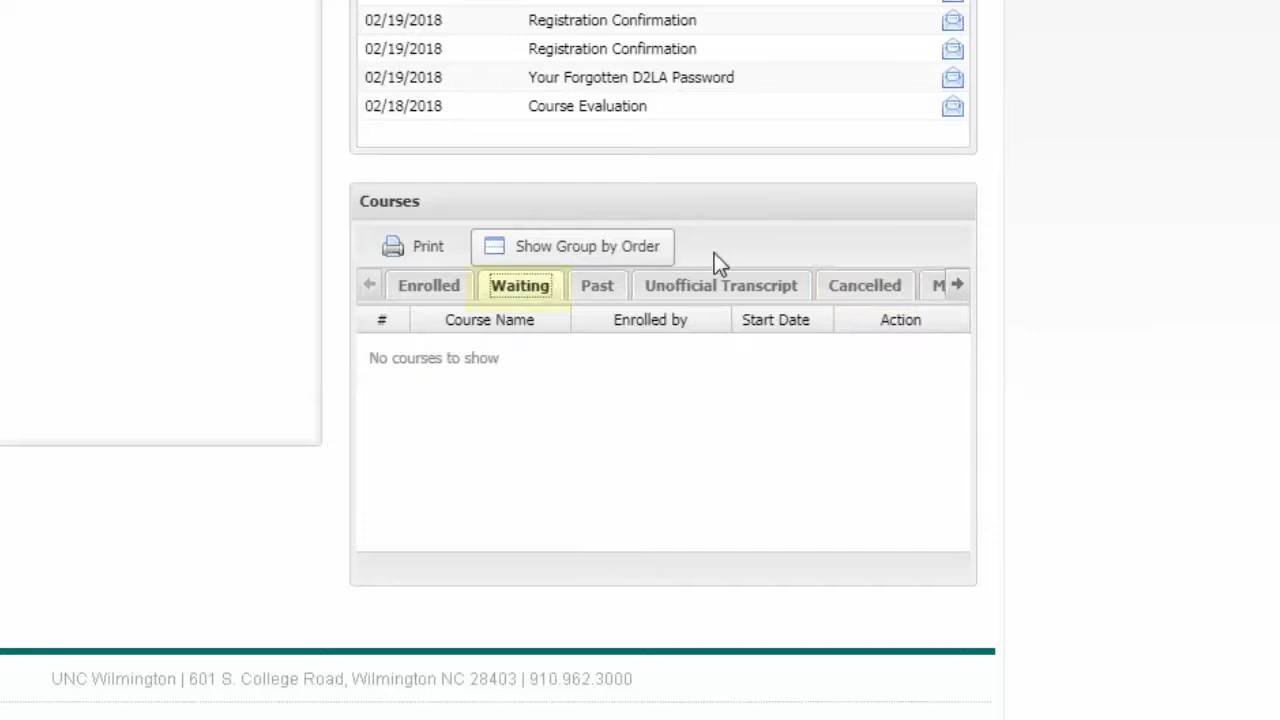 02/19/2018 Registration Confirmation
02/19/2018 Registration Confirmation
02/19/2018 Your Forgotten D2LA Password
02/18/2018 Course Evaluation
Courses
Print Show Group by Order
Enrolled Waiting Past Unofficial Transcript Cancelled M
# Course Name Enrolled by Start Date Action
No courses to show
UNC Wilmington | 601 S. College Road, Wilmington NC 28403 | 910.962.3000